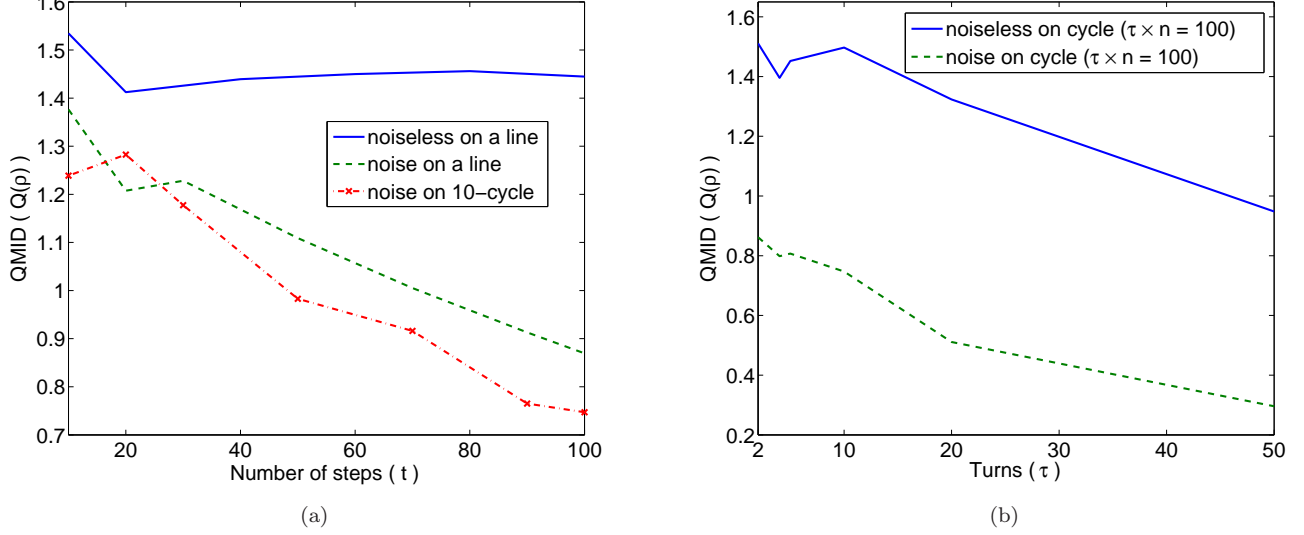 1.6
1.5
1.4
1.3
1.2
1.1
1
0.9
0.8
0.7
QMID ( Q(ρ) )
noiseless on a line
noise on a line
noise on 10−cycle
20
40
60
80
100
Number of steps ( t )
(a)
1.6
1.4
1.2
1
0.8
0.6
0.4
0.2
QMID ( Q(ρ) )
noiseless on cycle (τ × n = 100)
noise on cycle (τ × n = 100)
2
10
20
30
40
50
Turns ( τ )
(b)